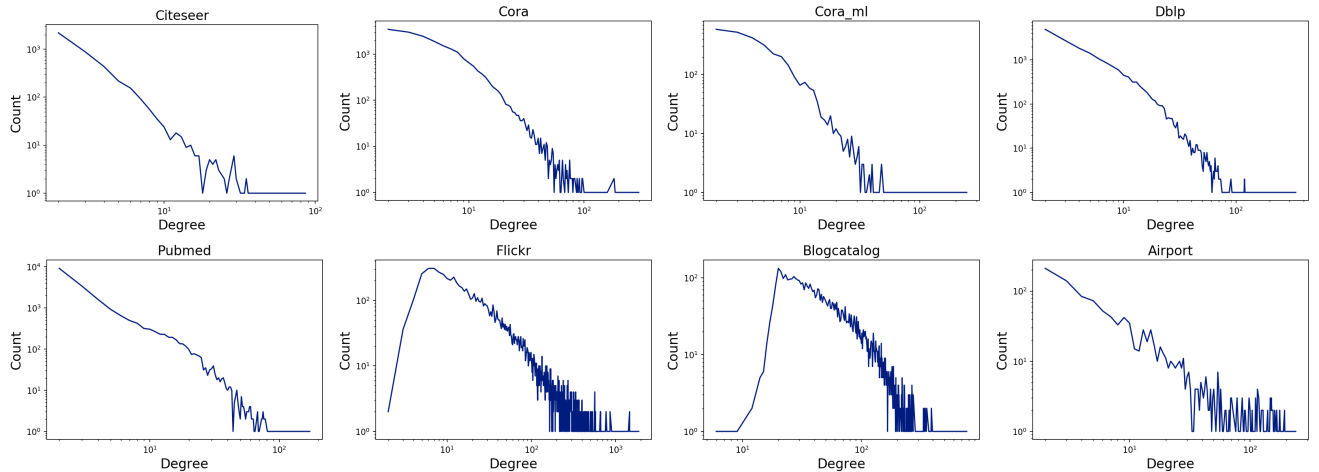 Citeseer
Count
10³
10²
10¹
10⁰
10¹
10²
Degree
Cora
Count
10³
10²
10¹
10⁰
10¹
10²
Degree
Cora_ml
Count
10²
10¹
10⁰
10¹
10²
Degree
Dblp
Count
10³
10²
10¹
10⁰
10¹
10²
Degree
Pubmed
Count
10⁴
10³
10²
10¹
10⁰
10¹
10²
Degree
Flickr
Count
10²
10¹
10⁰
10¹
10²
10³
Degree
Blogcatalog
Count
10²
10¹
10⁰
10¹
10²
Degree
Airport
Count
10²
10¹
10⁰
10¹
10²
Degree